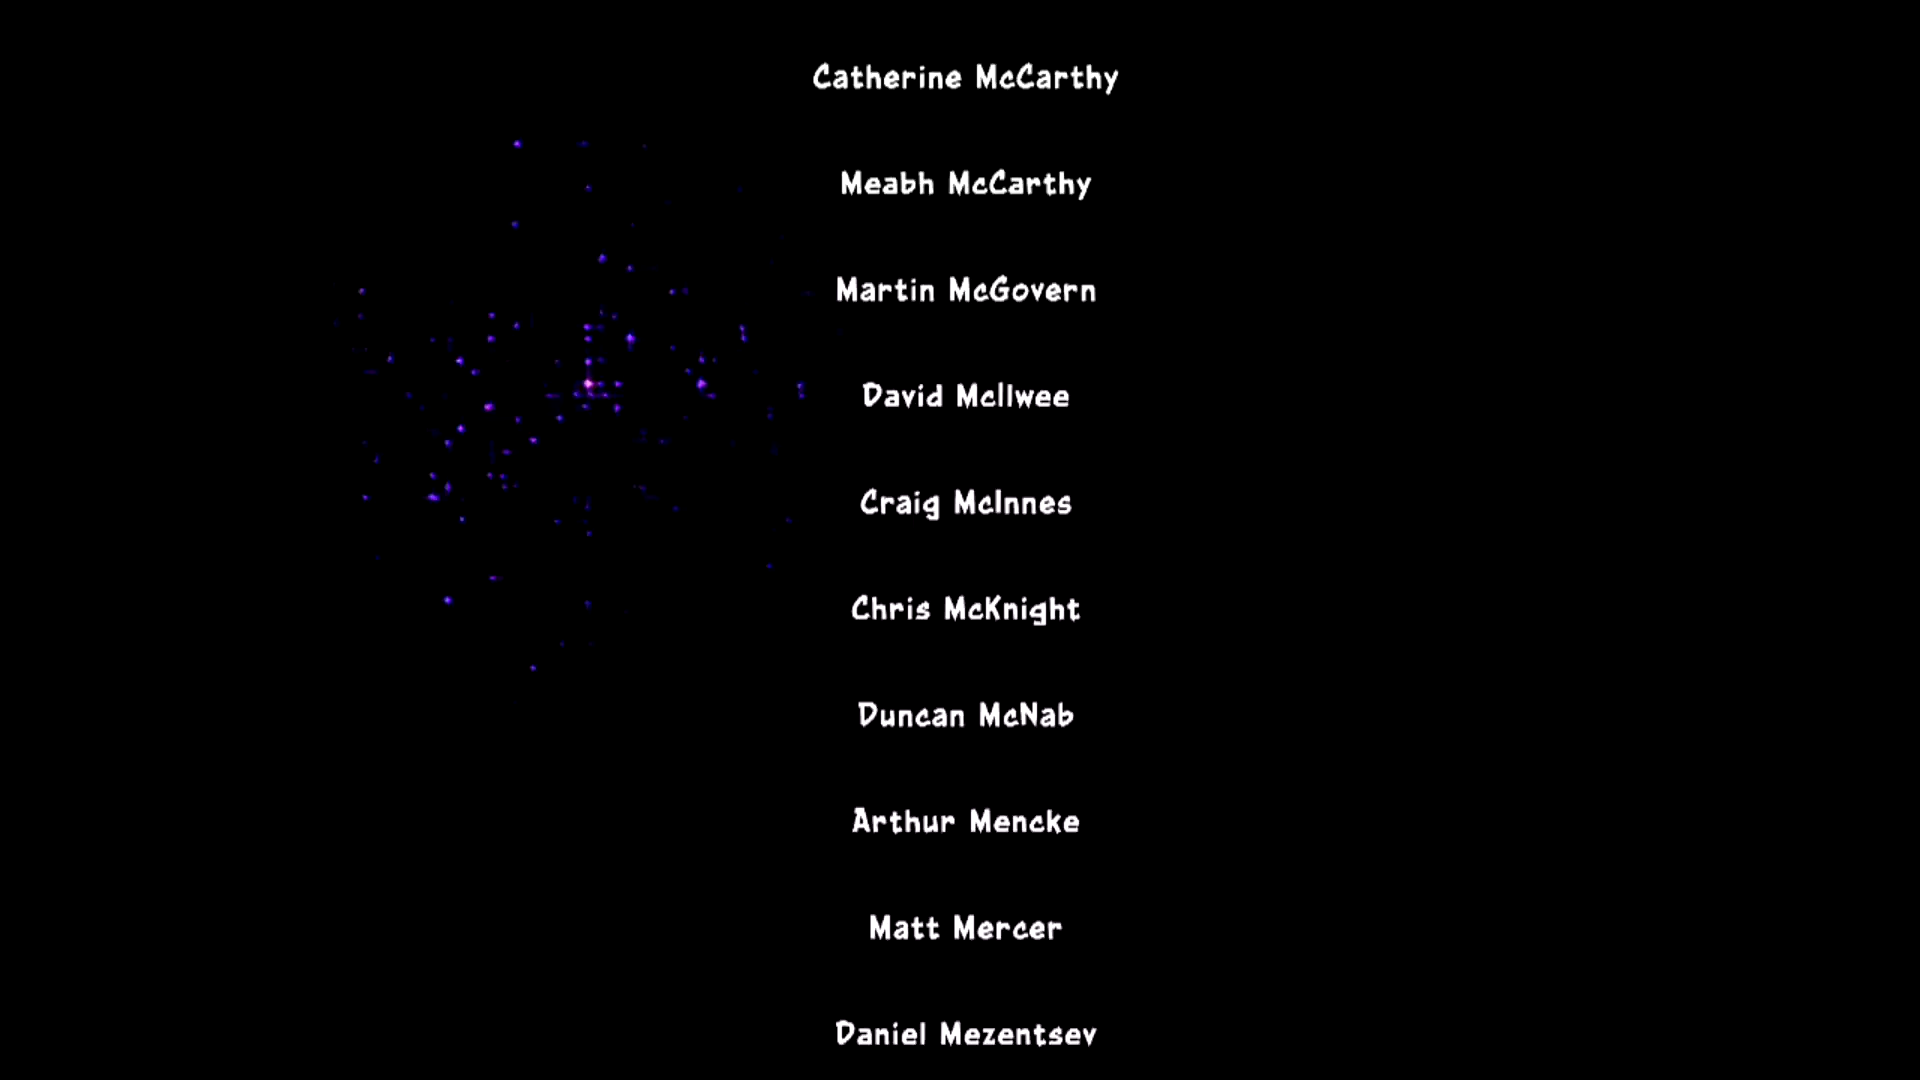 Catherine McCarthy
Meabh McCarthy
Martin McGovern
David McIlwee
Craig McInnes
Chris McKnight
Duncan McNab
Arthur Mencke
Matt Mercer
Daniel Mezentsev